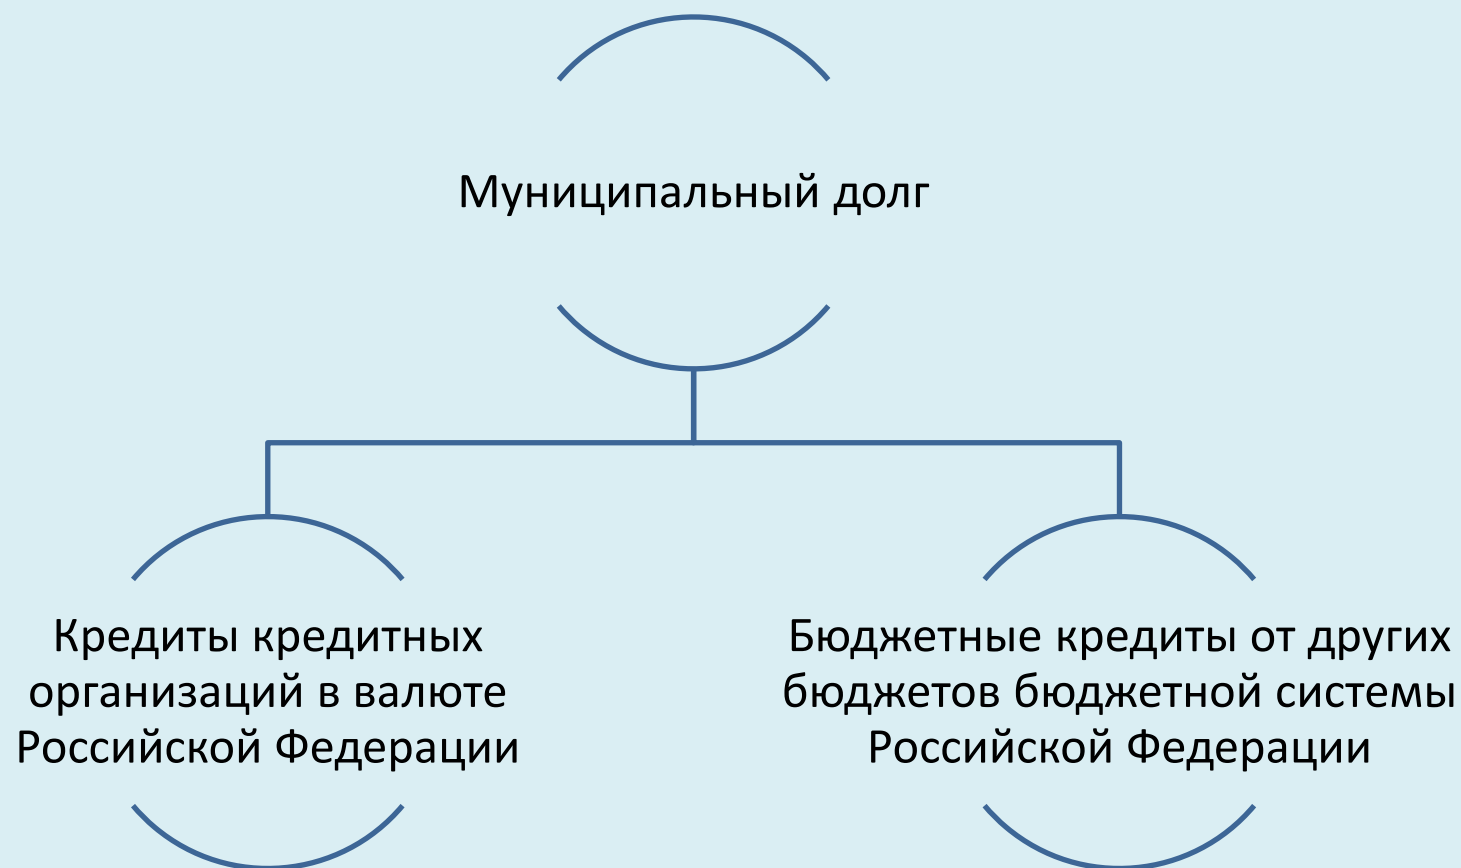 Муниципальный долг
Кредиты кредитных
организаций в валюте
Российской Федерации
Бюджетные кредиты от других
бюджетов бюджетной системы
Российской Федерации